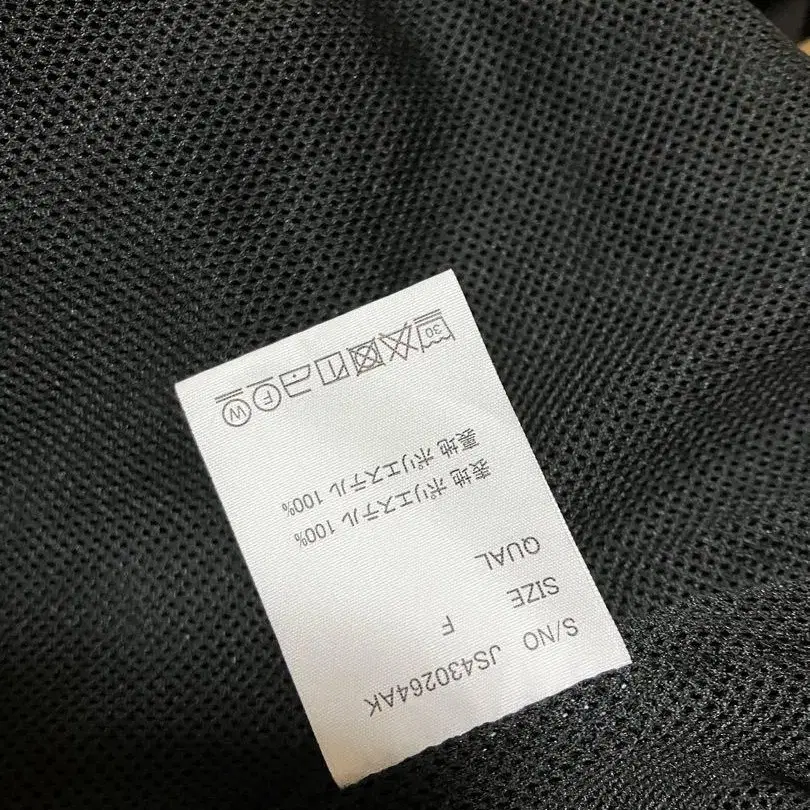 S/NO JS430264AK
SIZE F
QUAL
表地 ポリエステル 100%
裏地 ポリエステル 100%
30
F
W